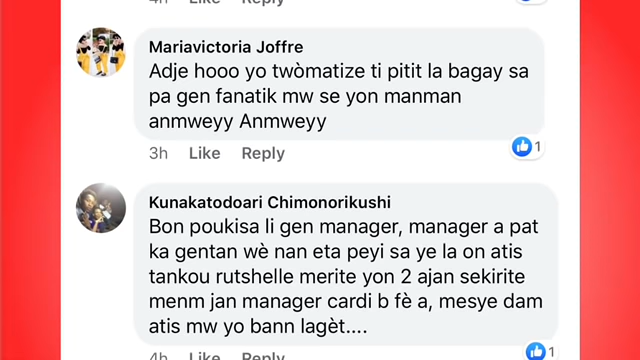 4h Like Reply
Mariavictoria Joffre
Adje hooo yo twòmatize ti pitit la bagay sa
pa gen fanatik mw se yon manman
anmweyy Anmweyy
3h Like Reply 1
Kunakatodoari Chimonorikushi
Bon poukisa li gen manager, manager a pat
ka gentan wè nan eta peyi sa ye la on atis
tankou rutshelle merite yon 2 ajan sekirite
menm jan manager cardi b fè a, mesye dam
atis mw yo bann lagèt....
4h Like Reply 1